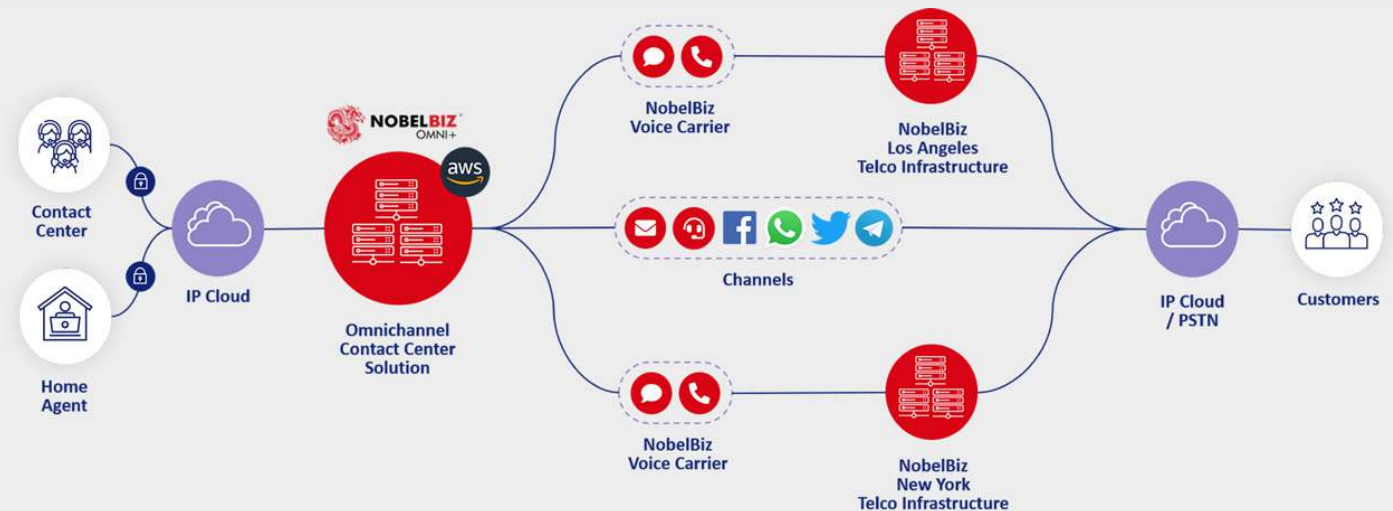 NOBELBIZ
OMNI+
aws
Contact
Center
Home
Agent
IP Cloud
Omnichannel
Contact Center
Solution
NobelBiz
Voice Carrier
NobelBiz
Los Angeles
Telco Infrastructure
Channels
NobelBiz
Voice Carrier
NobelBiz
New York
Telco Infrastructure
IP Cloud
/ PSTN
Customers